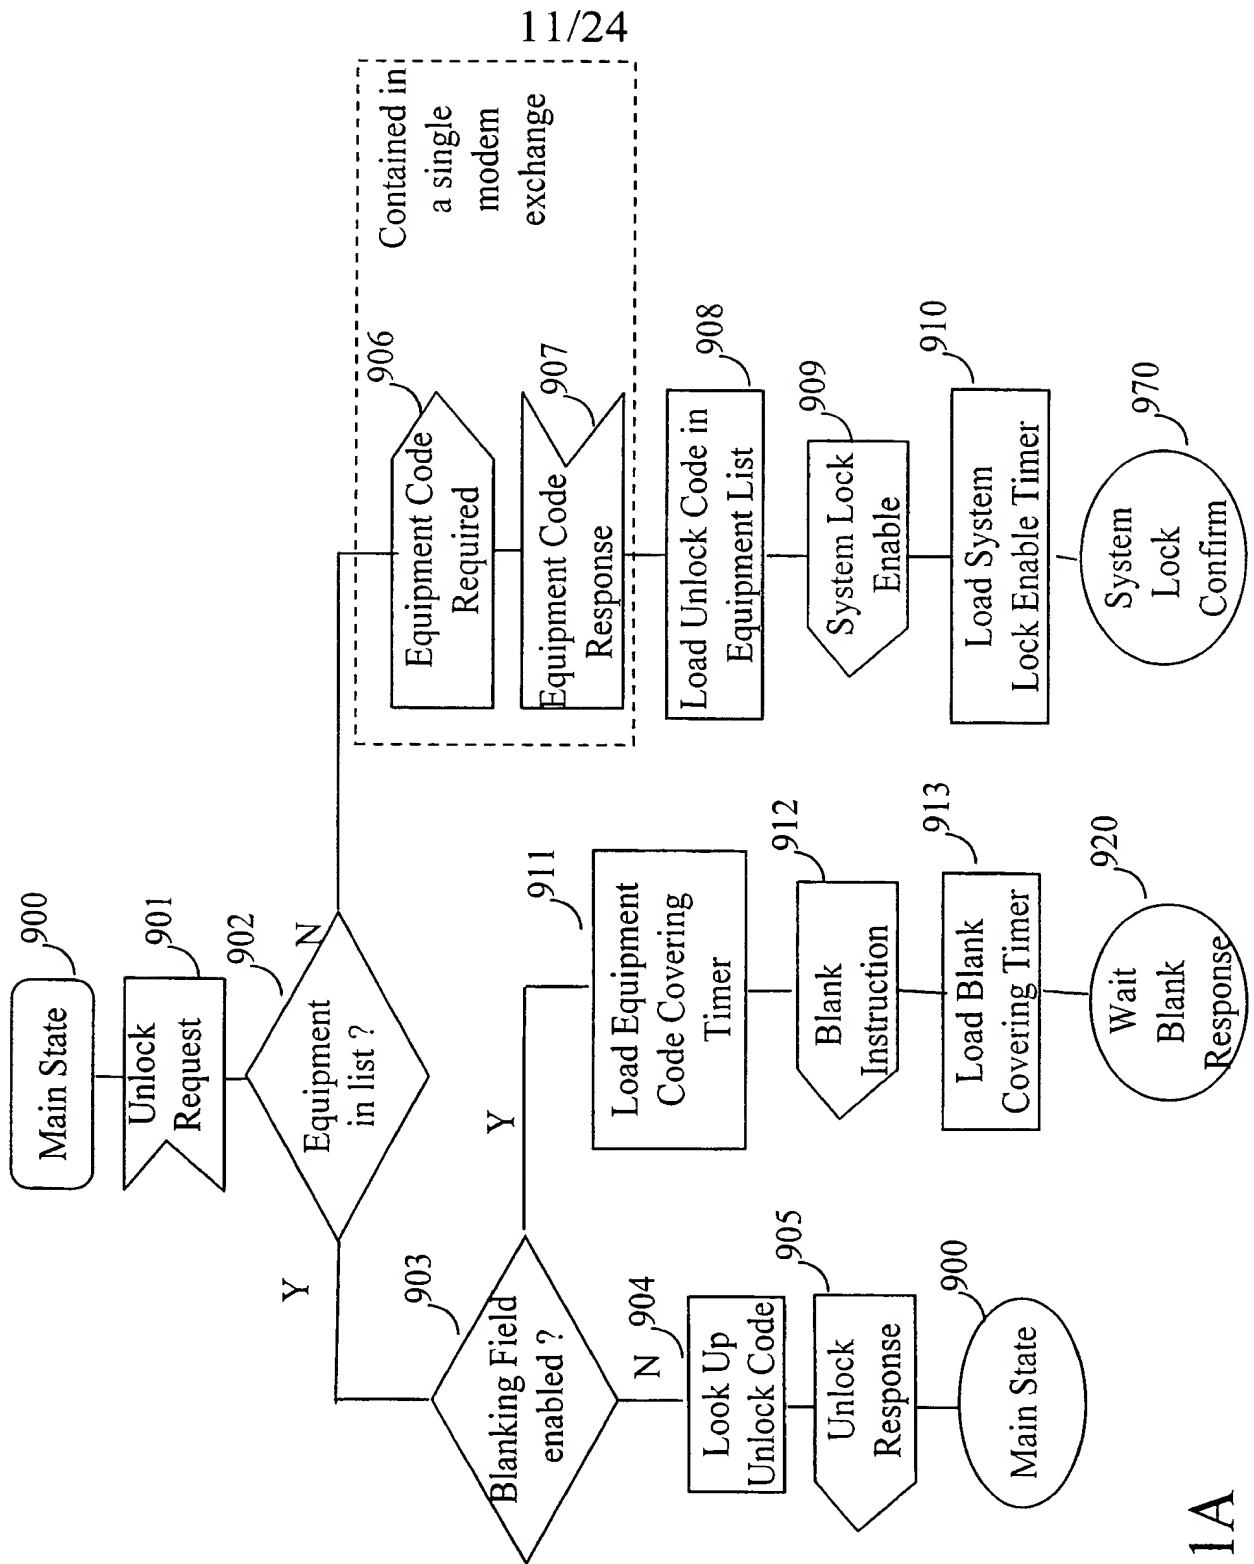 11/24
Main State
900
Unlock
Request
901
Equipment
in list ?
902
Y
N
Blanking Field
enabled ?
903
Y
N
Look Up
Unlock Code
904
Unlock
Response
905
Main State
900
Load Equipment
Code Covering
Timer
911
Blank
Instruction
912
Load Blank
Covering Timer
913
Wait
Blank
Response
920
Equipment Code
Required
906
Equipment Code
Response
907
Contained in
a single
modem
exchange
Load Unlock Code in
Equipment List
908
System Lock
Enable
909
Load System
Lock Enable Timer
910
System
Lock
Confirm
970
1A